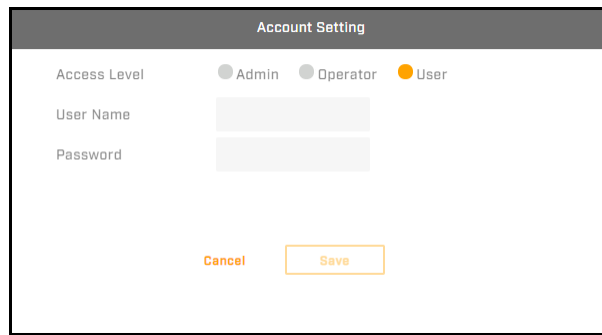 Account Setting
Access Level Admin Operator User
User Name
Password
Cancel Save